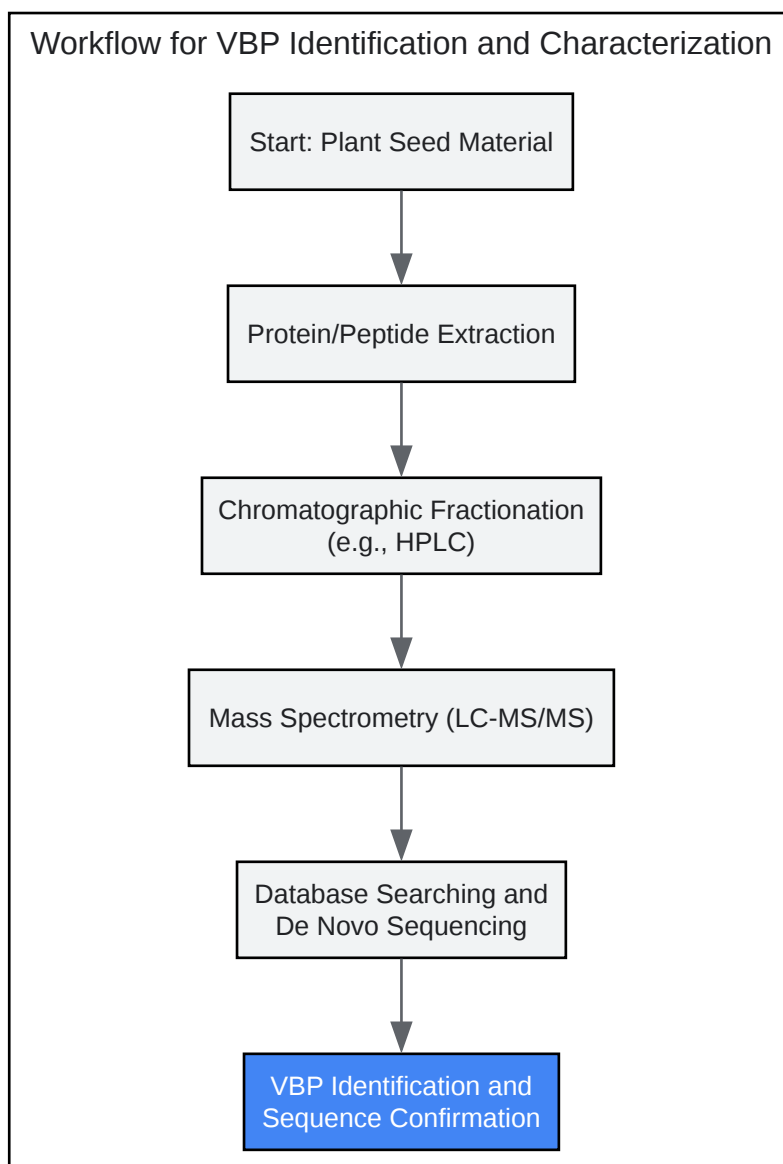 Workflow for VBP Identification and Characterization
Start: Plant Seed Material
Protein/Peptide Extraction
Chromatographic Fractionation
(e.g., HPLC)
Mass Spectrometry (LC-MS/MS)
Database Searching and
De Novo Sequencing
VBP Identification and
Sequence Confirmation